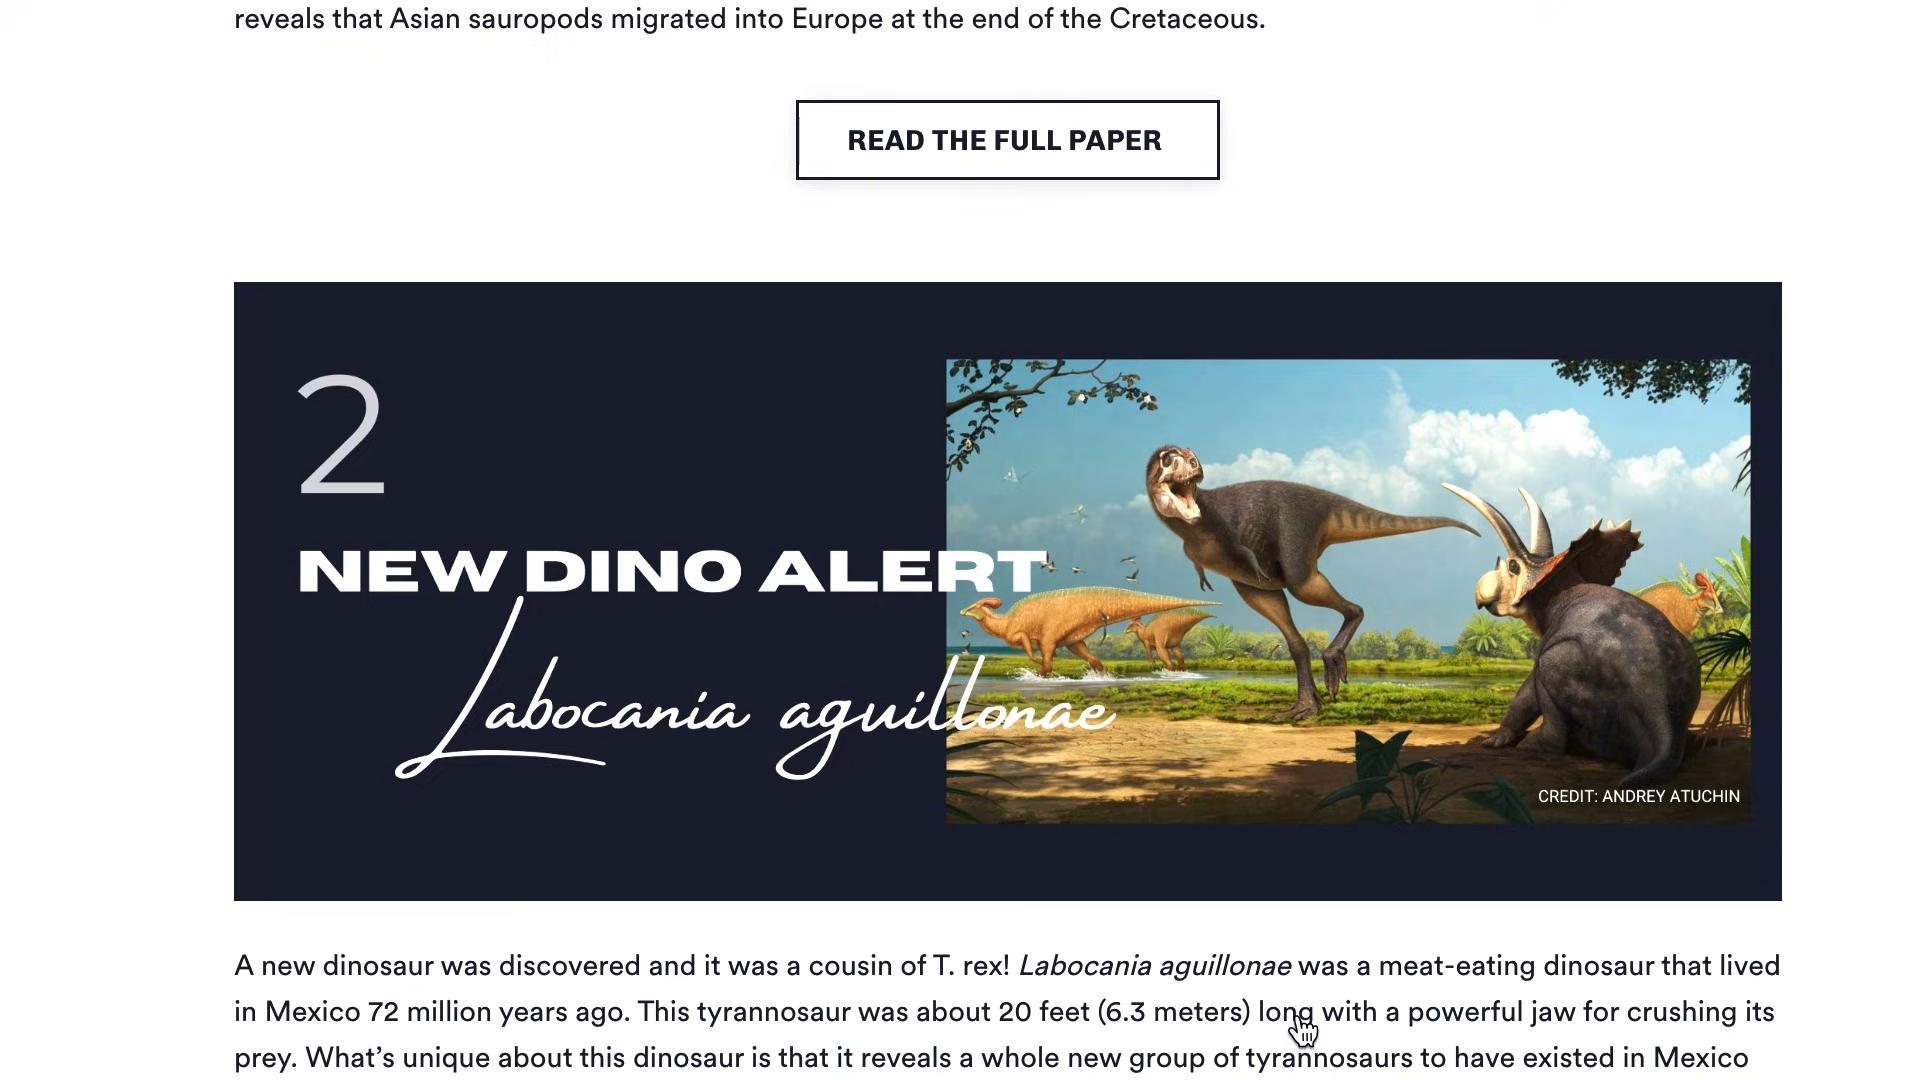 reveals that Asian sauropods migrated into Europe at the end of the Cretaceous.
READ THE FULL PAPER
2
NEW DINO ALERT
Labocania aguillonae
CREDIT: ANDREY ATUCHIN
A new dinosaur was discovered and it was a cousin of T. rex! Labocania aguillonae was a meat-eating dinosaur that lived
in Mexico 72 million years ago. This tyrannosaur was about 20 feet (6.3 meters) long with a powerful jaw for crushing its
prey. What’s unique about this dinosaur is that it reveals a whole new group of tyrannosaurs to have existed in Mexico